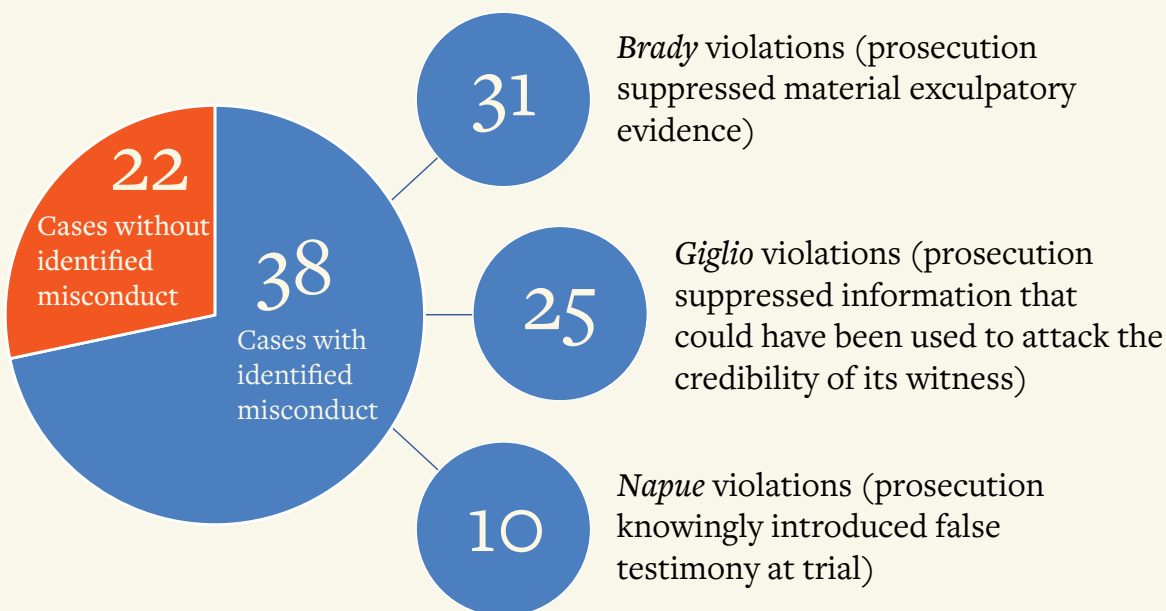 22
Cases without
identified
misconduct
38
Cases with
identified
misconduct
31
Brady violations (prosecution
suppressed material exculpatory
evidence)
25
Giglio violations (prosecution
suppressed information that
could have been used to attack the
credibility of its witness)
10
Napue violations (prosecution
knowingly introduced false
testimony at trial)